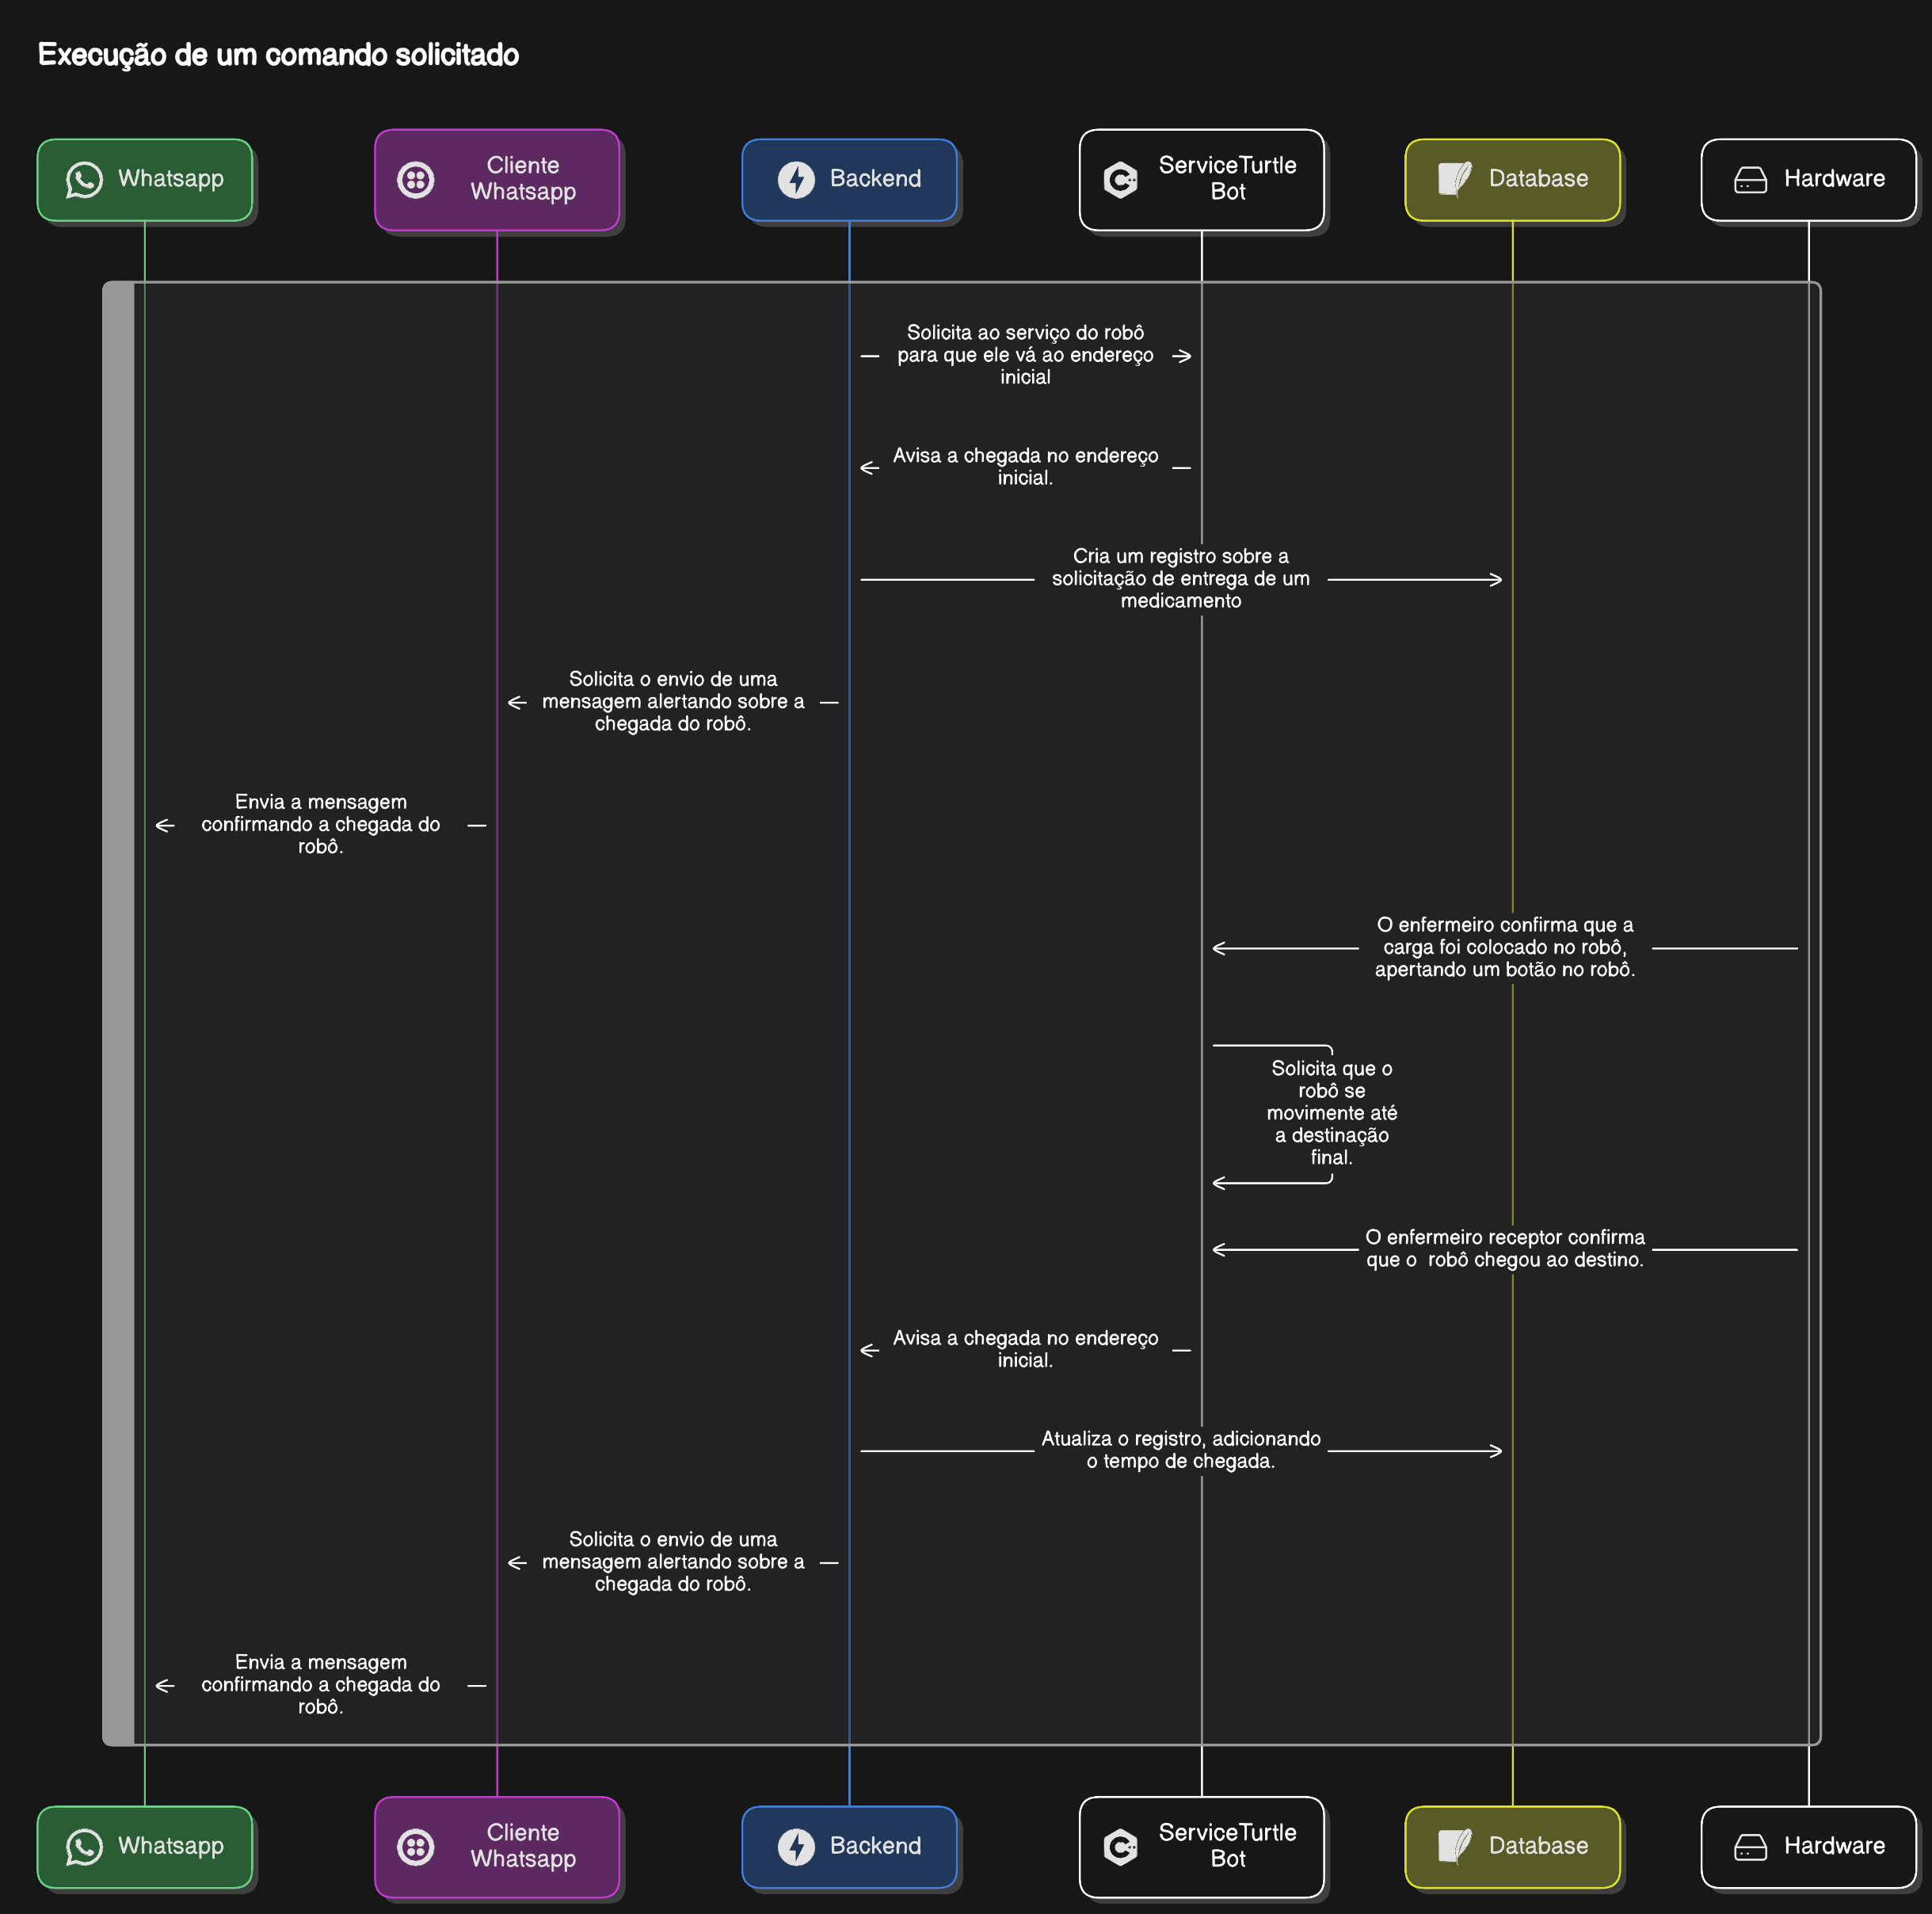 Execução de um comando solicitado
Whatsapp
Cliente
Whatsapp
Backend
ServiceTurtle
Bot
Database
Hardware
Solicita ao serviço do robô
para que ele vá ao endereço
inicial
Avisa a chegada no endereço
inicial.
Cria um registro sobre a
solicitação de entrega de um
medicamento
Solicita o envio de uma
mensagem alertando sobre a
chegada do robô.
Envia a mensagem
confirmando a chegada do
robô.
O enfermeiro confirma que a
carga foi colocado no robô,
apertando um botão no robô.
Solicita que o
robô se
movimente até
a destinação
final.
O enfermeiro receptor confirma
que o  robô chegou ao destino.
Avisa a chegada no endereço
inicial.
Atualiza o registro, adicionando
o tempo de chegada.
Solicita o envio de uma
mensagem alertando sobre a
chegada do robô.
Envia a mensagem
confirmando a chegada do
robô.
Whatsapp
Cliente
Whatsapp
Backend
ServiceTurtle
Bot
Database
Hardware